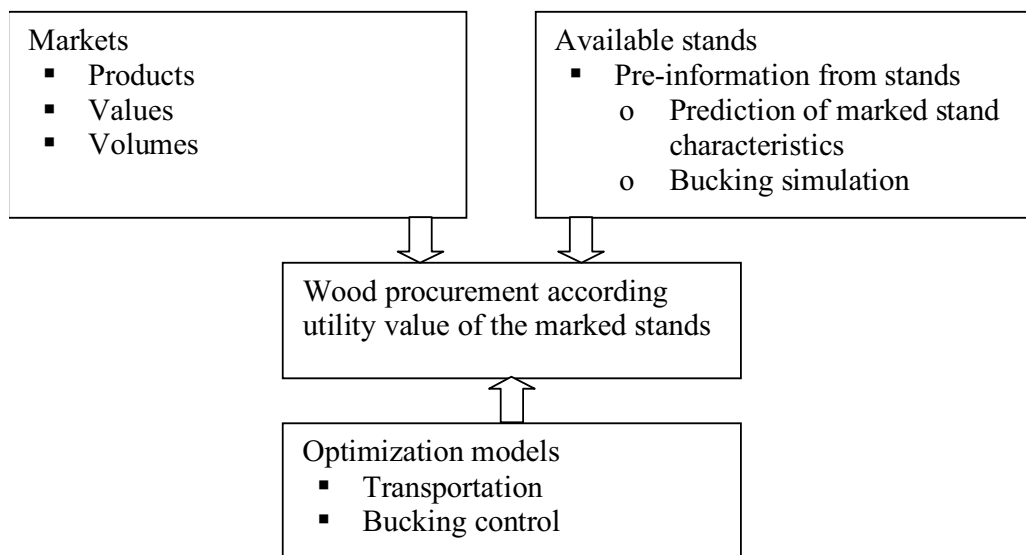 Markets
▪ Products
▪ Values
▪ Volumes
Available stands
▪ Pre-information from stands
o Prediction of marked stand
characteristics
o Bucking simulation
Wood procurement according
utility value of the marked stands
Optimization models
▪ Transportation
▪ Bucking control